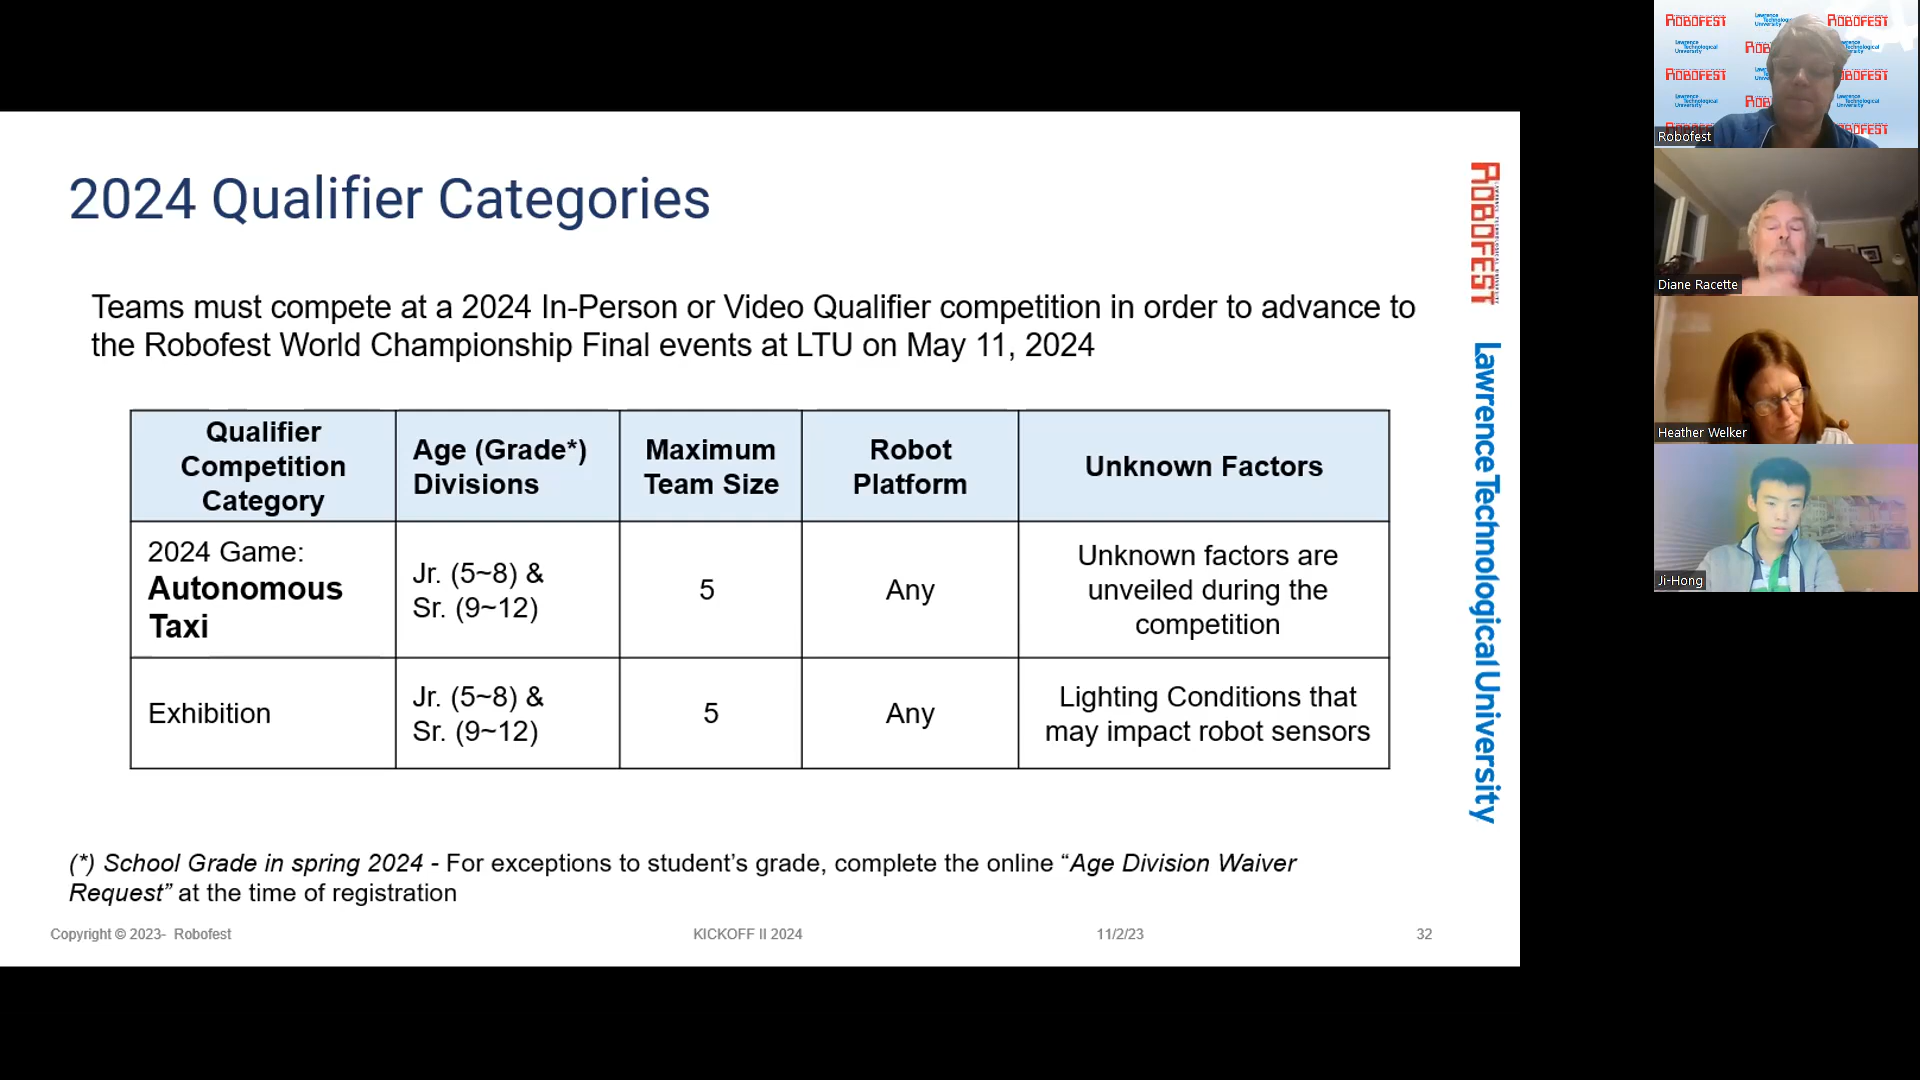 2024 Qualifier Categories
Teams must compete at a 2024 In-Person or Video Qualifier competition in order to advance to
the Robofest World Championship Final events at LTU on May 11, 2024
Qualifier
Competition
Category
Age (Grade*)
Divisions
Maximum
Team Size
Robot
Platform
Unknown Factors
2024 Game:
Autonomous
Taxi
Jr. (5~8) &
Sr. (9~12)
5
Any
Unknown factors are
unveiled during the
competition
Exhibition
Jr. (5~8) &
Sr. (9~12)
5
Any
Lighting Conditions that
may impact robot sensors
(*) School Grade in spring 2024 - For exceptions to student’s grade, complete the online “Age Division Waiver
Request” at the time of registration
Copyright © 2023- Robofest
KICKOFF II 2024
11/2/23
32
ROBOFEST
Lawrence Technological University
ROBOFEST
ROBOFEST
Lawrence
Technological
University
ROBOFEST
ROBOFEST
Robofest
Diane Racette
Heather Welker
Ji-Hong